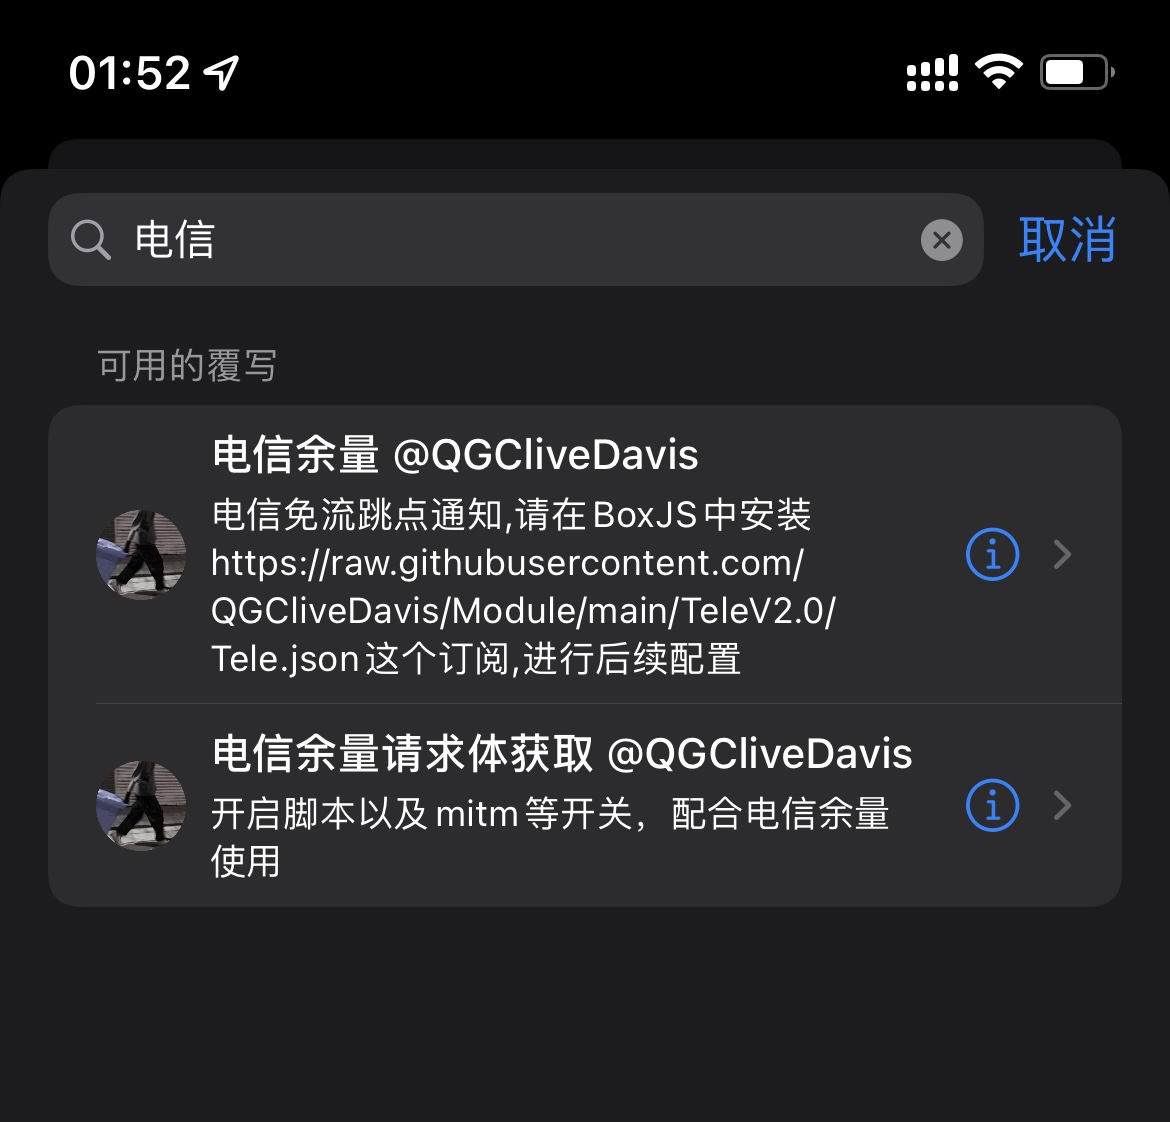 01:52
电信
取消
可用的覆写
电信余量 @QGCliveDavis
电信免流跳点通知,请在BoxJS中安装
https://raw.githubusercontent.com/
QGCliveDavis/Module/main/TeleV2.0/
Tele.json这个订阅,进行后续配置
电信余量请求体获取 @QGCliveDavis
开启脚本以及mitm等开关，配合电信余量
使用